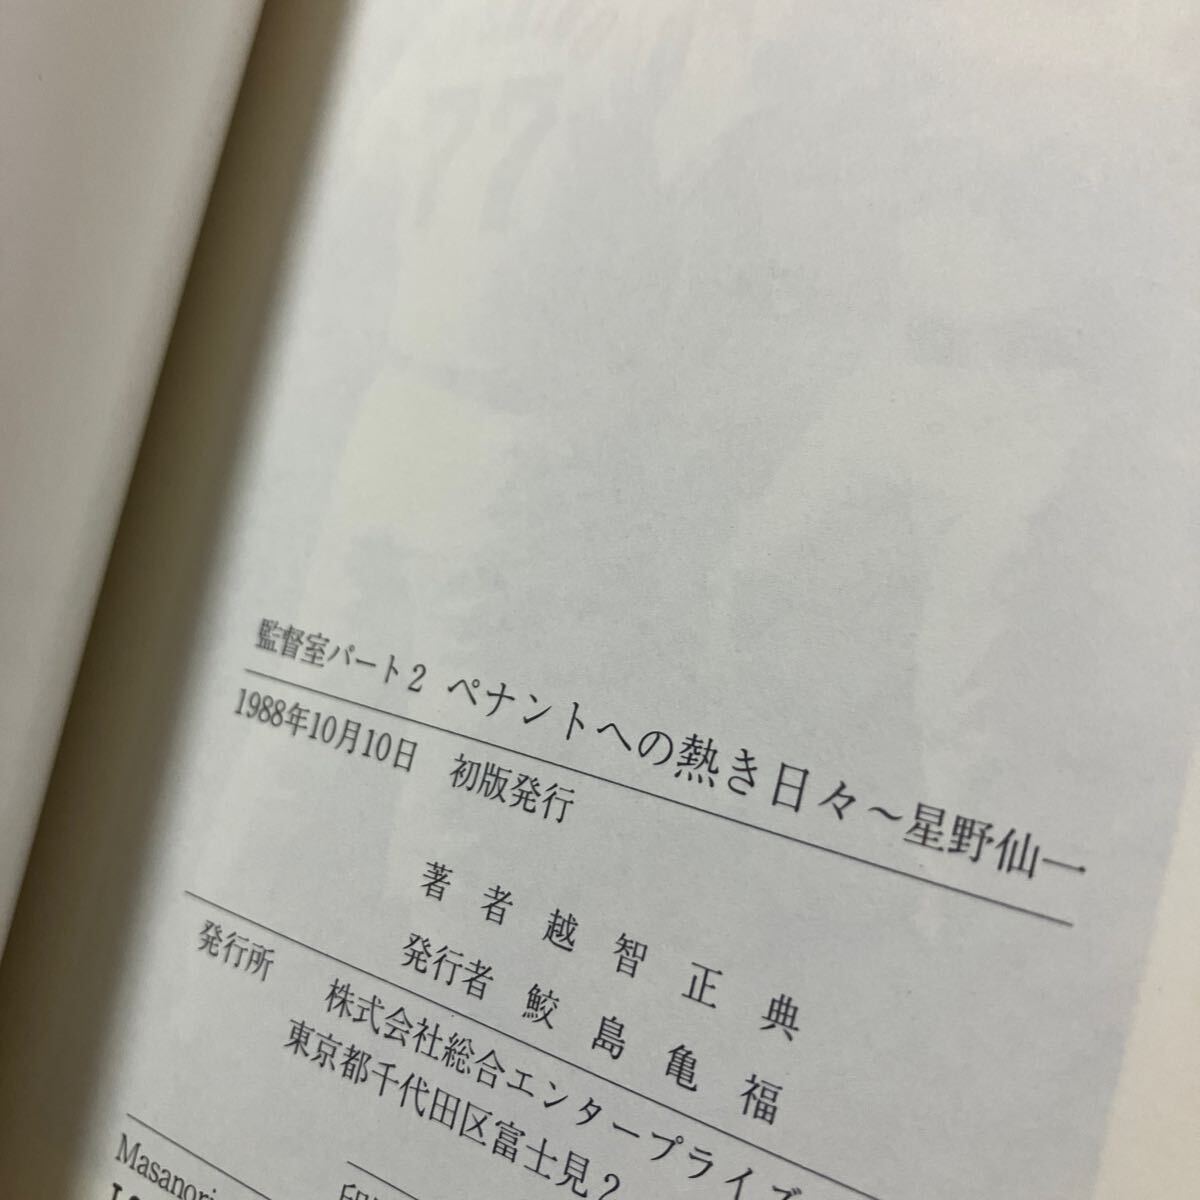 監督室パート2 ペナントへの熱き日々～星野仙一
1988年10月10日 初版発行
著者 越智正典
発行者 鮫島亀福
発行所 株式会社総合エンタープライズ
東京都千代田区富士見2
Masanori
77